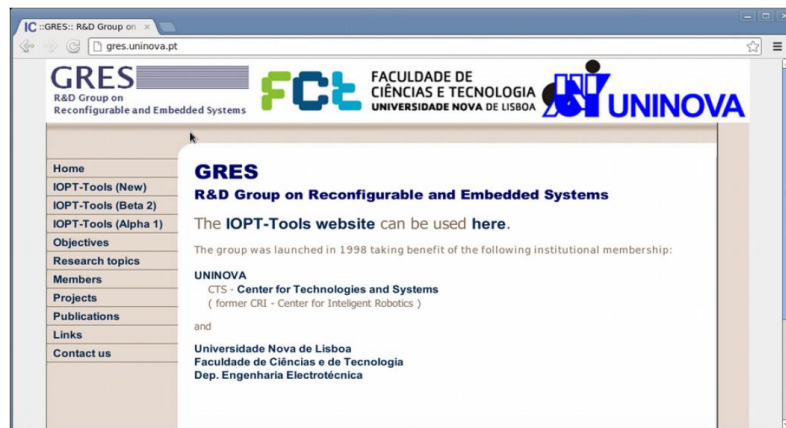 IC ::GRES:: R&D Group on ×
gres.uninova.pt
GRES
R&D Group on
Reconfigurable and Embedded Systems
FCt
FACULDADE DE
CIÊNCIAS E TECNOLOGIA
UNIVERSIDADE NOVA DE LISBOA
UNINOVA
Home
IOPT-Tools (New)
IOPT-Tools (Beta 2)
IOPT-Tools (Alpha 1)
Objectives
Research topics
Members
Projects
Publications
Links
Contact us
GRES
R&D Group on Reconfigurable and Embedded Systems
The IOPT-Tools website can be used here.
The group was launched in 1998 taking benefit of the following institutional membership:
UNINOVA
CTS - Center for Technologies and Systems
( former CRI - Center for Inteligent Robotics )
and
Universidade Nova de Lisboa
Faculdade de Ciências e de Tecnologia
Dep. Engenharia Electrotécnica